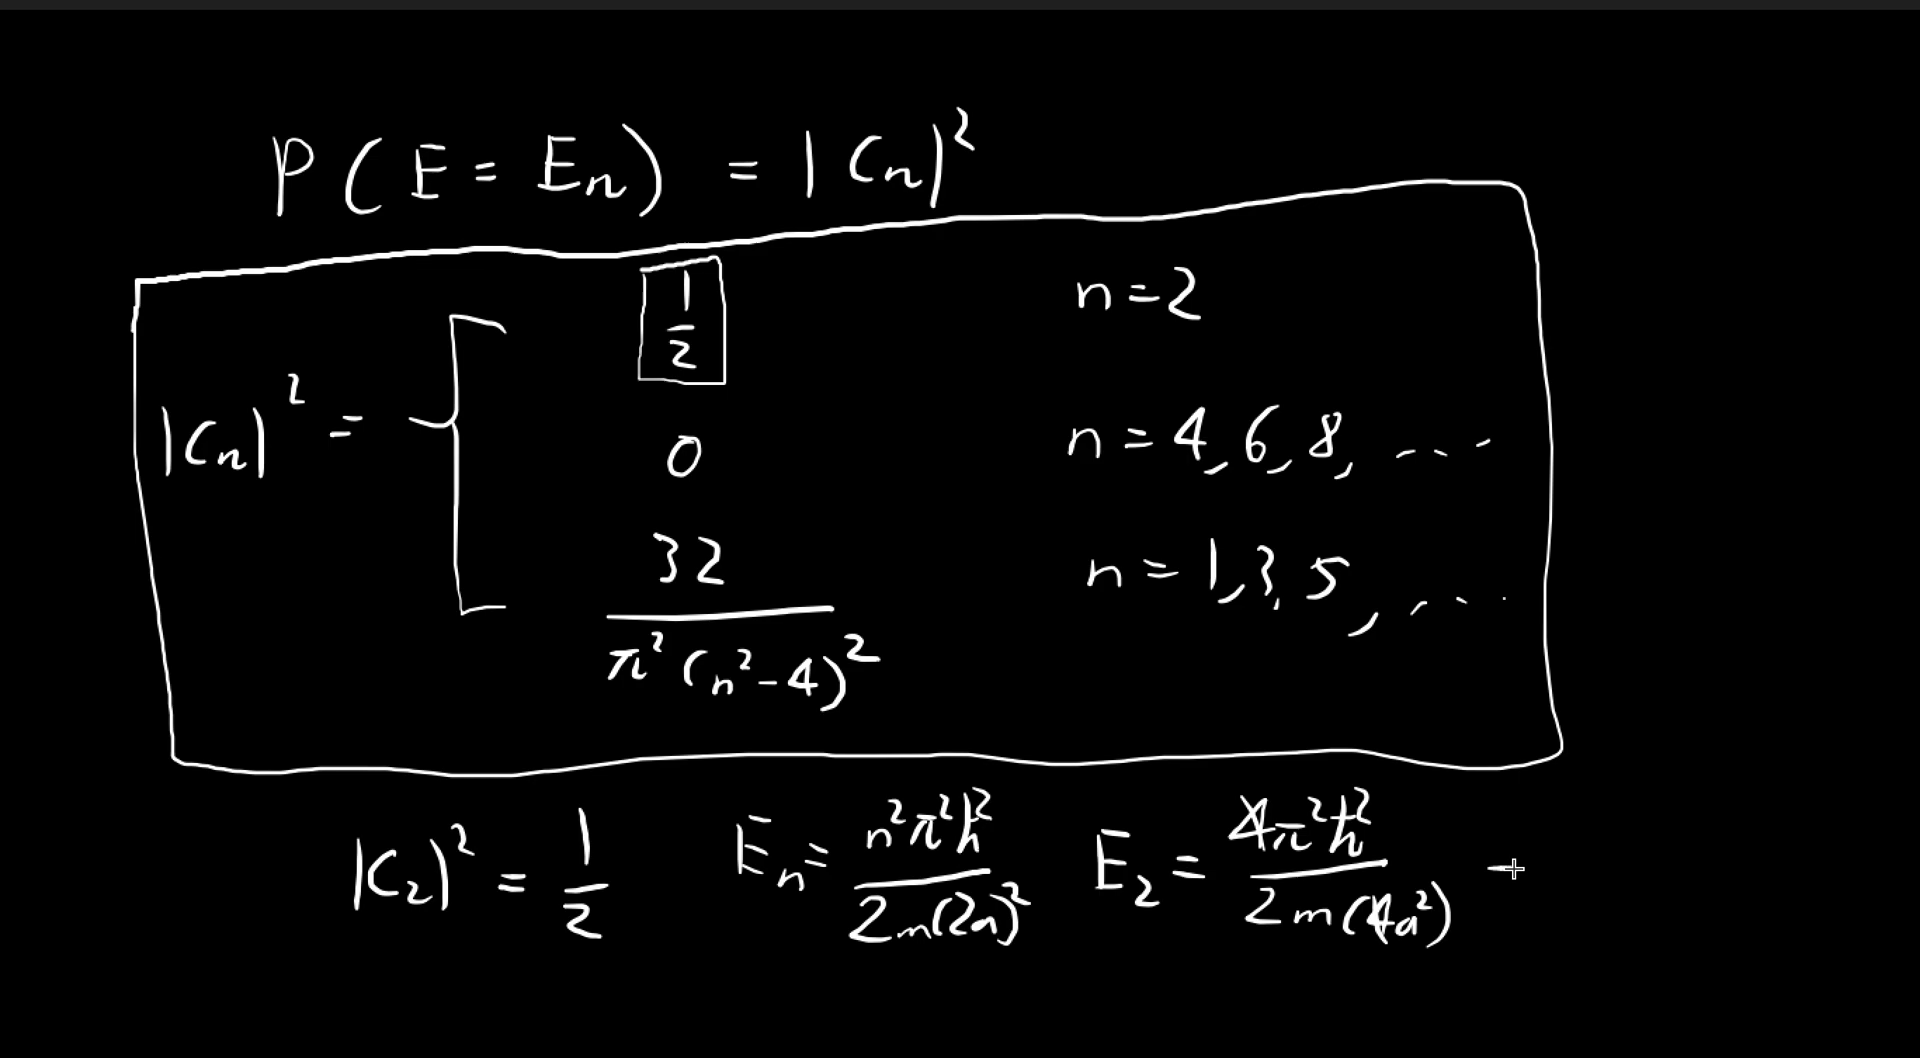 P(E = Eₙ) = |Cₙ|²
|Cₙ|² = { 1/2 n = 2
0 n = 4, 6, 8, ...
32/(π²(n²-4)²) n = 1, 3, 5, ...
|C₂|² = 1/2 Eₙ = n²π²ħ²/(2m(2a)²) E₂ = 4π²ħ²/(2m(4a²))